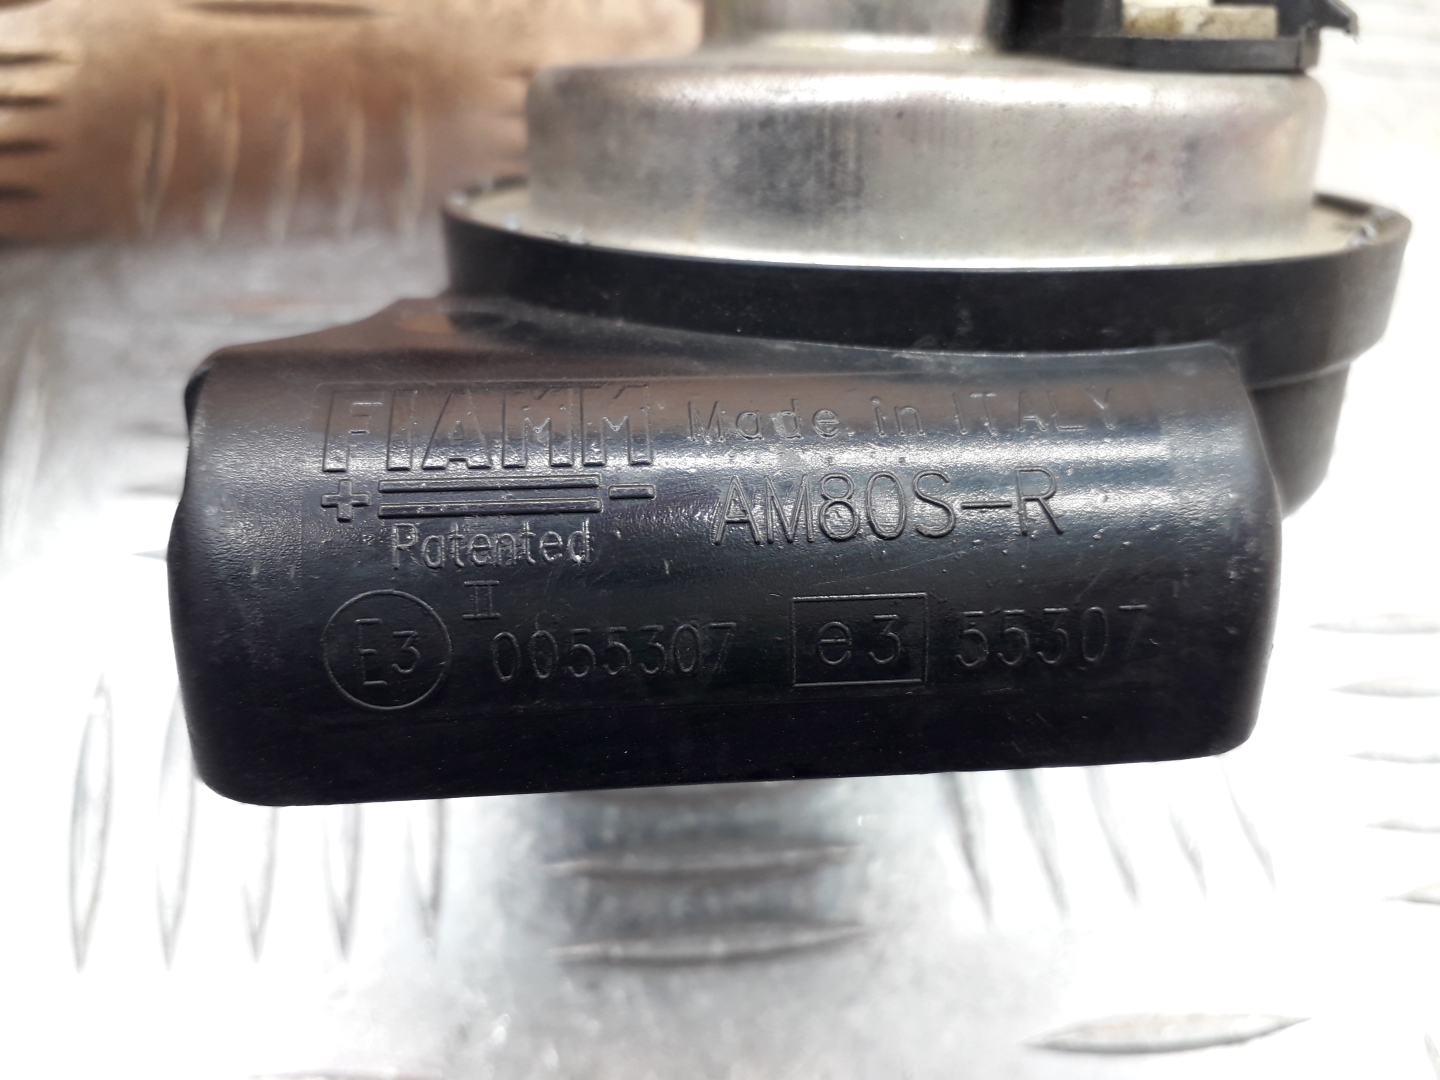 FIAMM Made in ITALY
+ - AM80S-R
Patented
E3 II 0055307 e3 55307